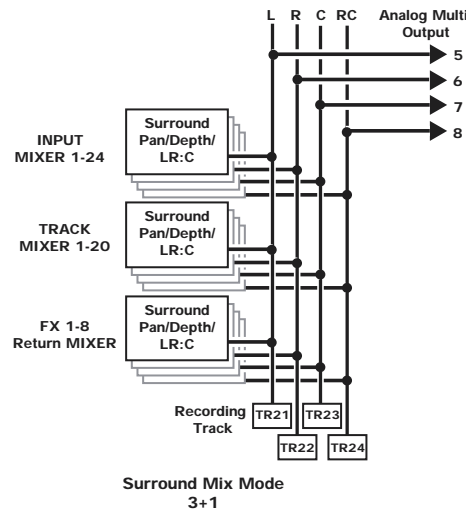 L R C RC
Analog Multi
Output
5
6
7
8
INPUT
MIXER 1-24
Surround
Pan/Depth/
LR:C
TRACK
MIXER 1-20
Surround
Pan/Depth/
LR:C
FX 1-8
Return MIXER
Surround
Pan/Depth/
LR:C
Recording
Track
TR21 TR23
TR22 TR24
Surround Mix Mode
3+1